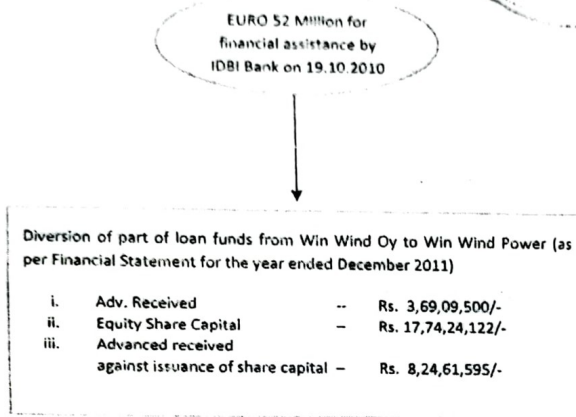 EURO 52 Million for
financial assistance by
IDBI Bank on 19.10.2010
Diversion of part of loan funds from Win Wind Oy to Win Wind Power (as
per Financial Statement for the year ended December 2011)
i. Adv. Received -- Rs. 3,69,09,500/-
ii. Equity Share Capital – Rs. 17,74,24,122/-
iii. Advanced received
against issuance of share capital – Rs. 8,24,61,595/-